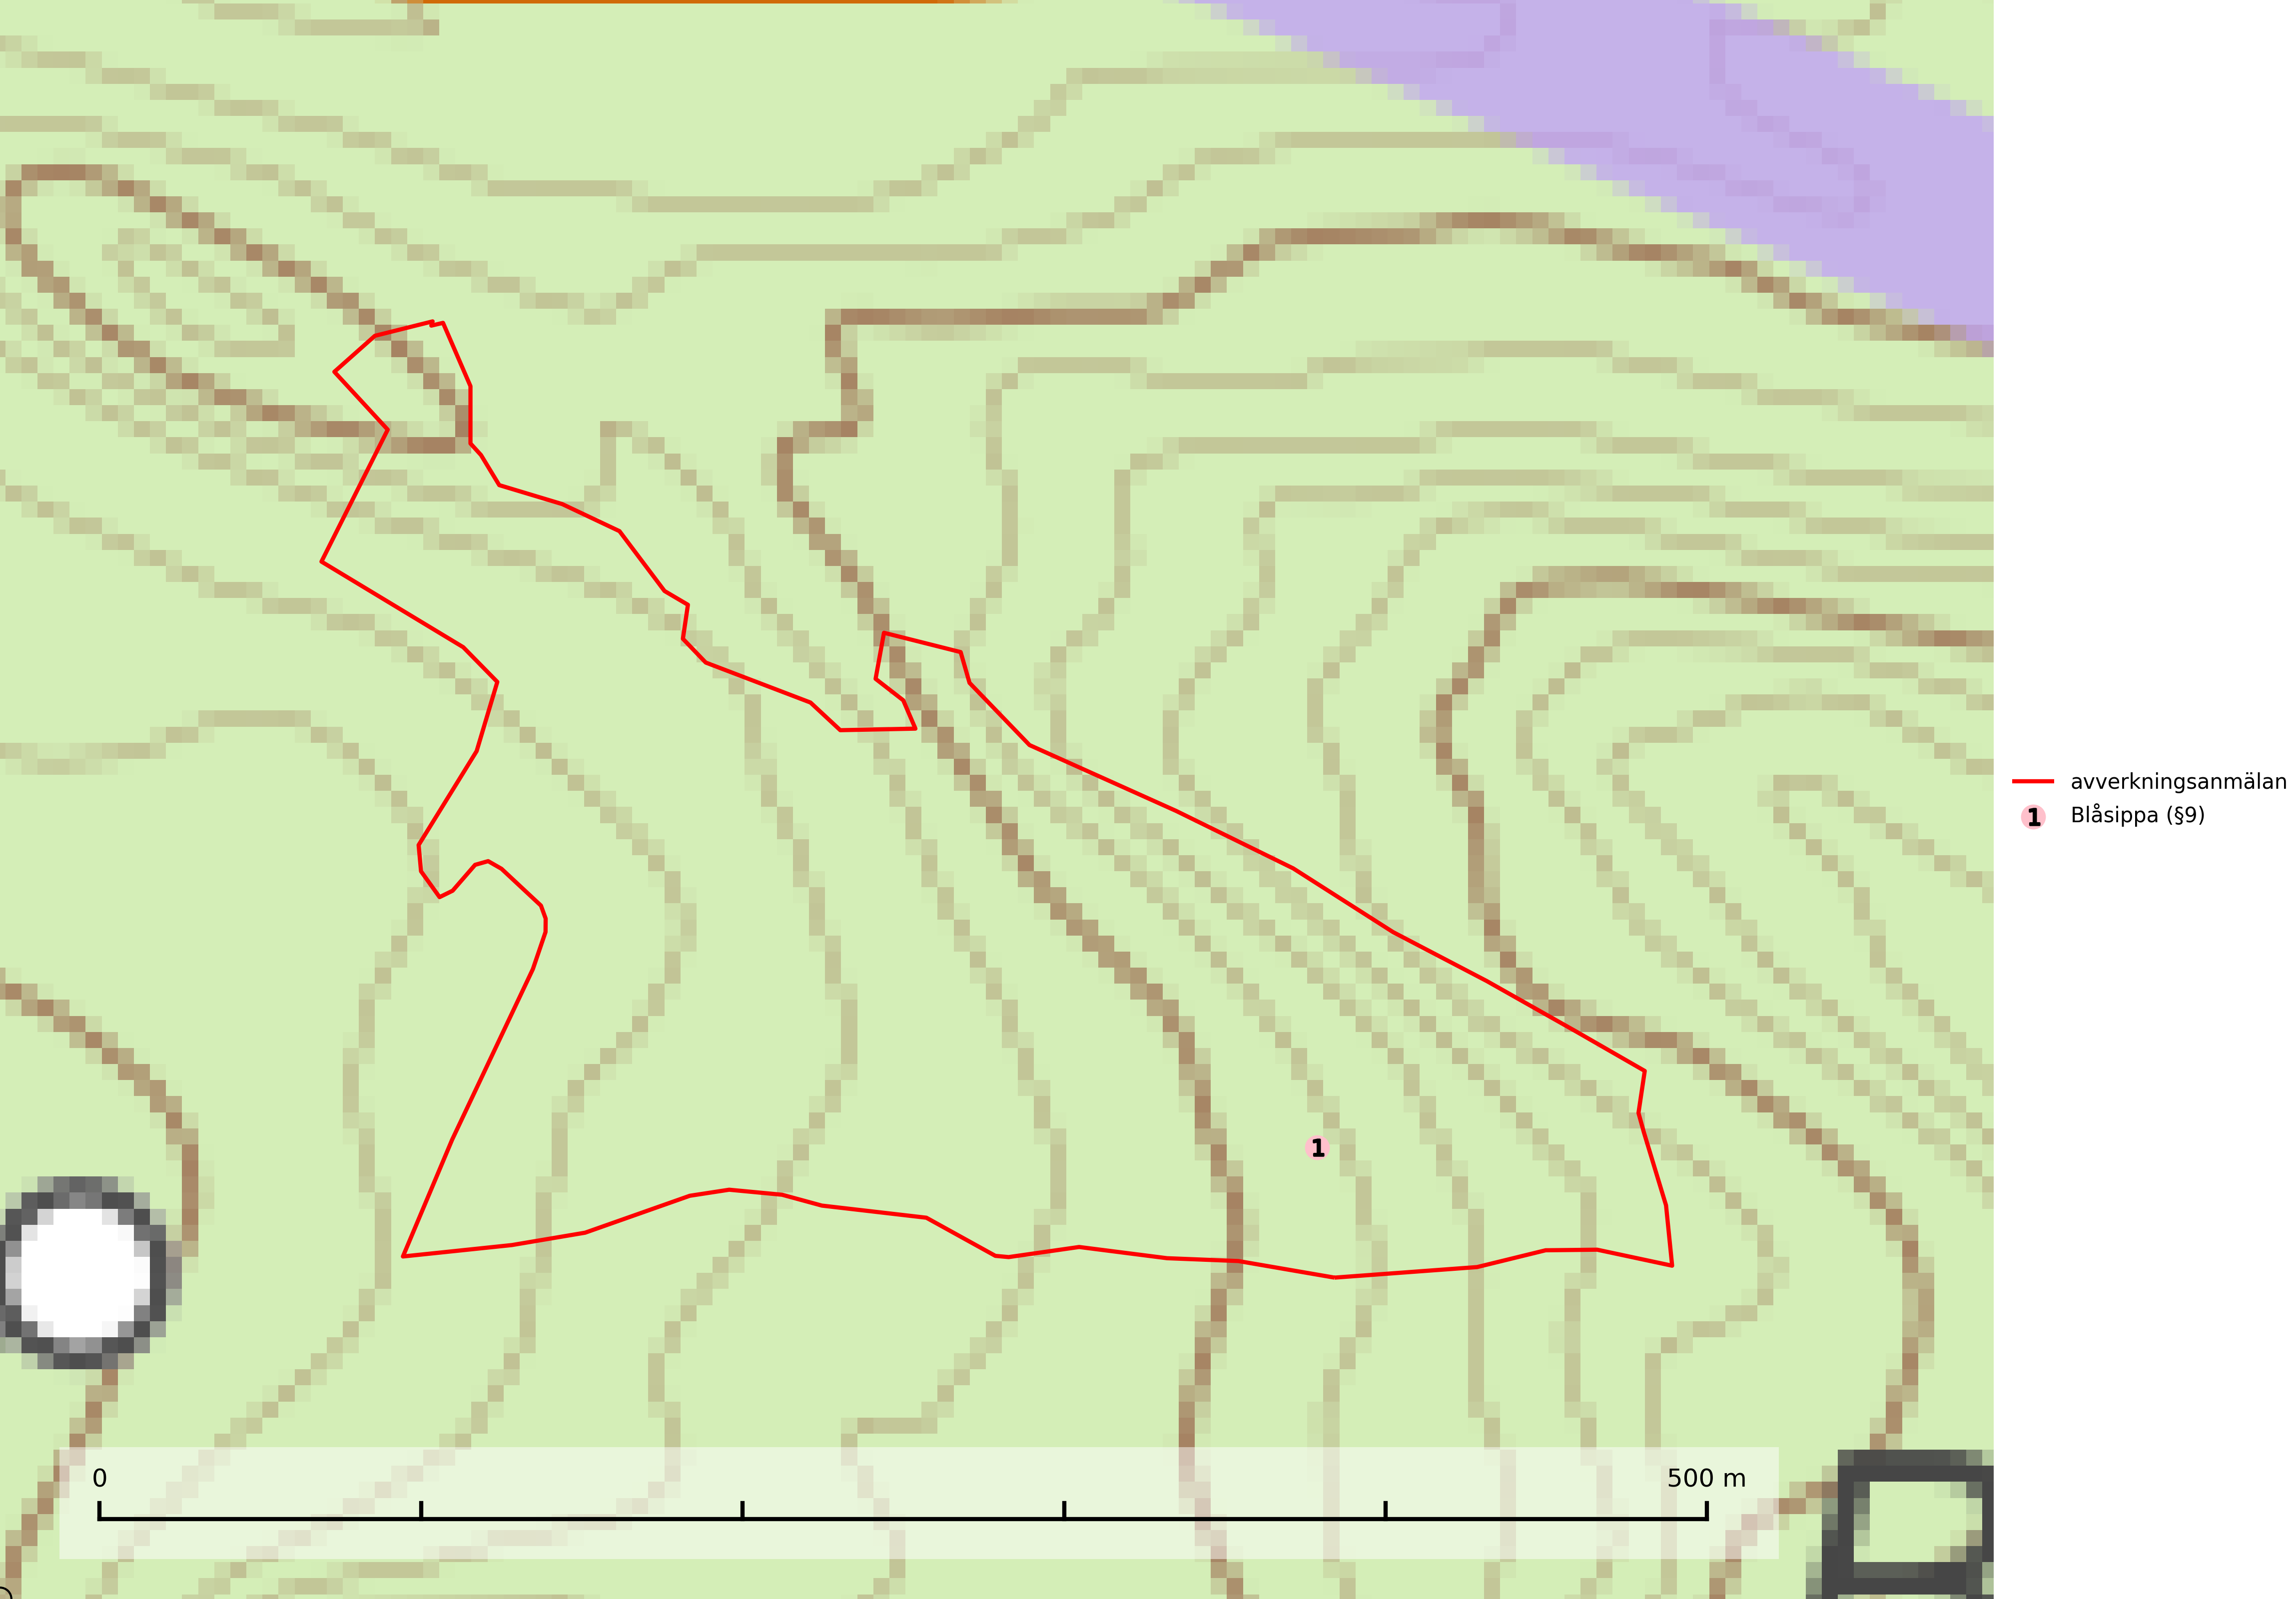 avverkningsanmälan
1 Blåsippa (§9)
1
0 500 m